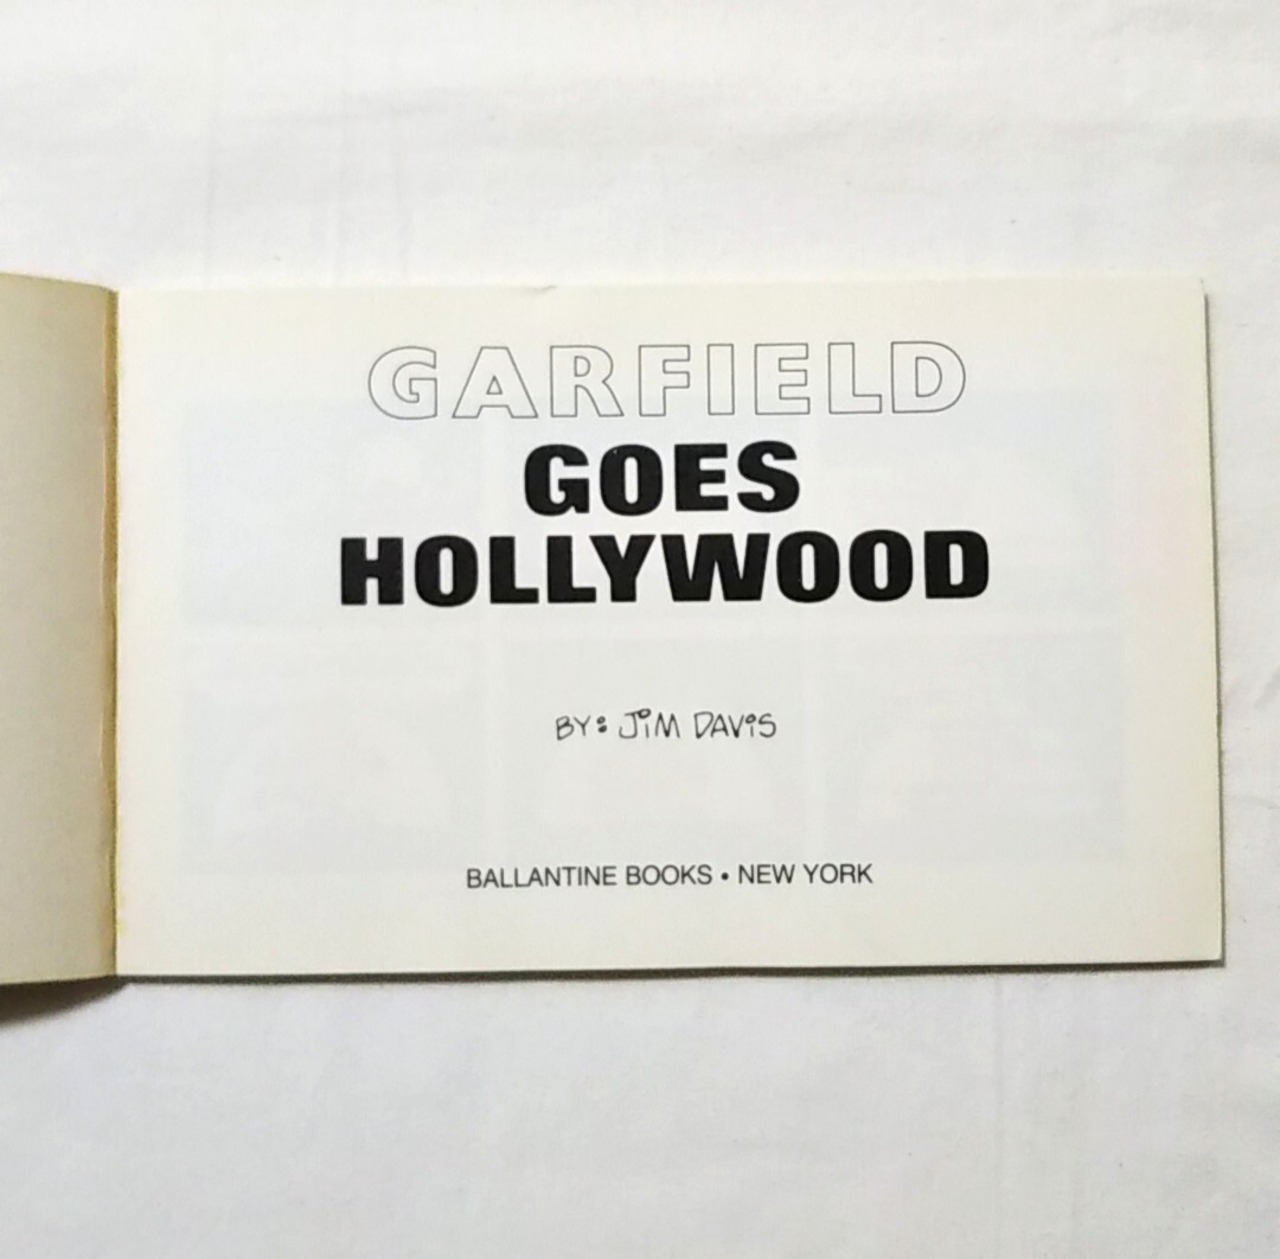 GARFIELD
GOES
HOLLYWOOD
BY: JiM DAViS
BALLANTINE BOOKS • NEW YORK